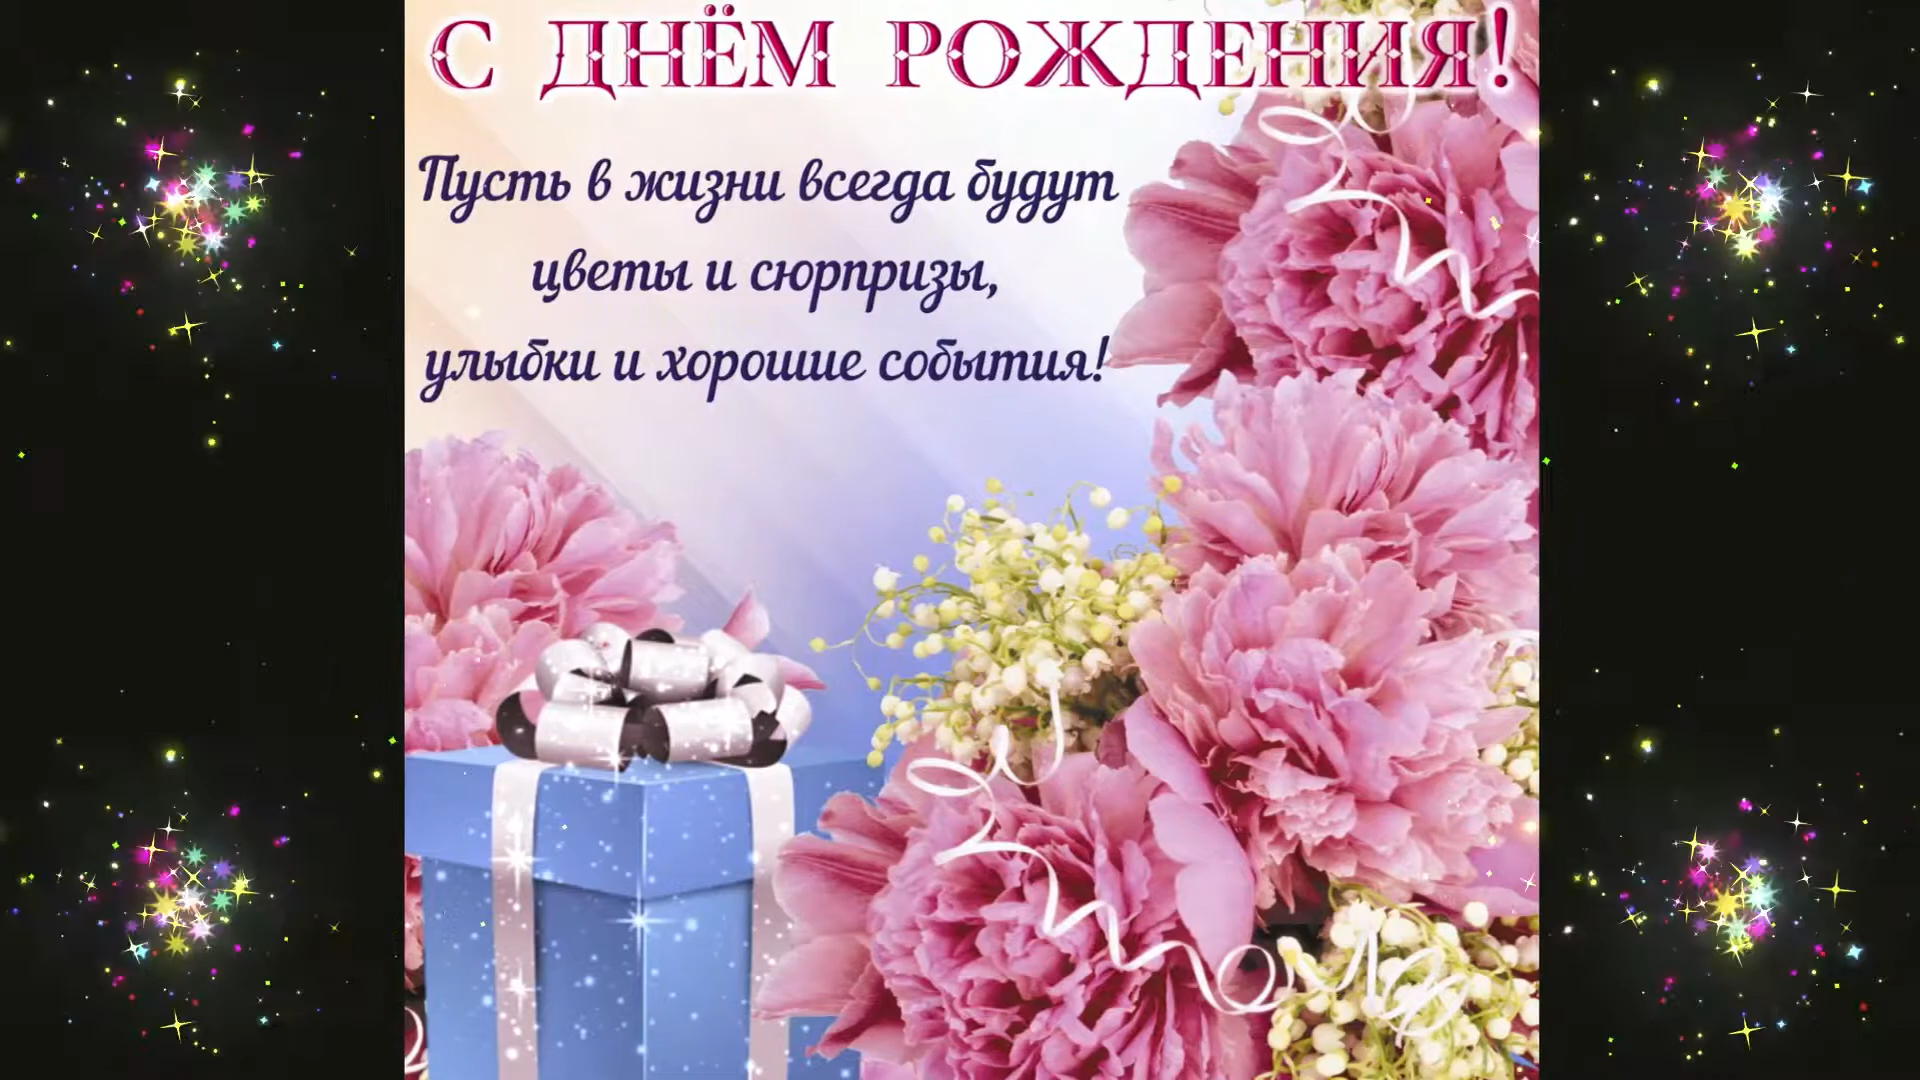 С ДНЁМ РОЖДЕНИЯ!
Пусть в жизни всегда будут
цветы и сюрпризы,
улыбки и хорошие события!